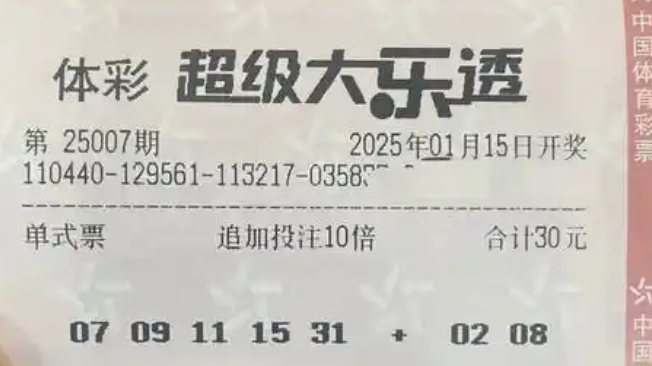 体彩 超级大乐透
第 25007期 2025年01月15日开奖
110440-129561-113217-0358
单式票 追加投注10倍 合计30元
07 09 11 15 31 + 02 08
中国体育彩票
中国